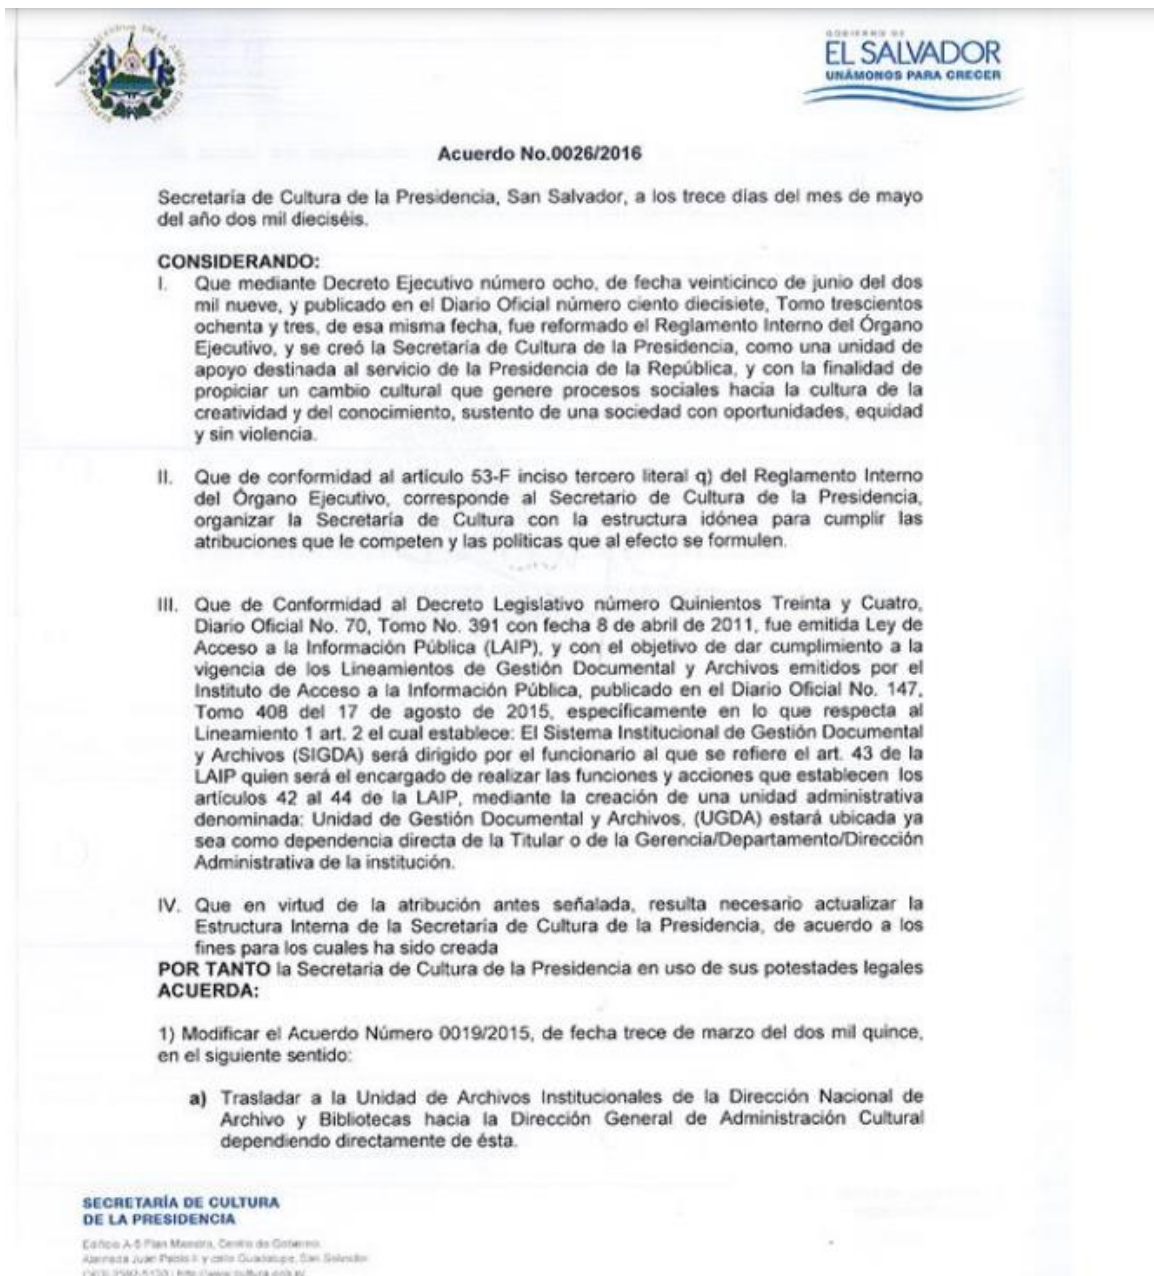 GOBIERNO DE
EL SALVADOR
UNÁMONOS PARA CRECER
Acuerdo No.0026/2016
Secretaría de Cultura de la Presidencia, San Salvador, a los trece días del mes de mayo
del año dos mil dieciséis.
CONSIDERANDO:
I. Que mediante Decreto Ejecutivo número ocho, de fecha veinticinco de junio del dos
mil nueve, y publicado en el Diario Oficial número ciento diecisiete, Tomo trescientos
ochenta y tres, de esa misma fecha, fue reformado el Reglamento Interno del Órgano
Ejecutivo, y se creó la Secretaría de Cultura de la Presidencia, como una unidad de
apoyo destinada al servicio de la Presidencia de la República, y con la finalidad de
propiciar un cambio cultural que genere procesos sociales hacia la cultura de la
creatividad y del conocimiento, sustento de una sociedad con oportunidades, equidad
y sin violencia.
II. Que de conformidad al artículo 53-F inciso tercero literal q) del Reglamento Interno
del Órgano Ejecutivo, corresponde al Secretario de Cultura de la Presidencia,
organizar la Secretaría de Cultura con la estructura idónea para cumplir las
atribuciones que le competen y las políticas que al efecto se formulen.
III. Que de Conformidad al Decreto Legislativo número Quinientos Treinta y Cuatro,
Diario Oficial No. 70, Tomo No. 391 con fecha 8 de abril de 2011, fue emitida Ley de
Acceso a la Información Pública (LAIP), y con el objetivo de dar cumplimiento a la
vigencia de los Lineamientos de Gestión Documental y Archivos emitidos por el
Instituto de Acceso a la Información Pública, publicado en el Diario Oficial No. 147,
Tomo 408 del 17 de agosto de 2015, específicamente en lo que respecta al
Lineamiento 1 art. 2 el cual establece: El Sistema Institucional de Gestión Documental
y Archivos (SIGDA) será dirigido por el funcionario al que se refiere el art. 43 de la
LAIP quien será el encargado de realizar las funciones y acciones que establecen los
artículos 42 al 44 de la LAIP, mediante la creación de una unidad administrativa
denominada: Unidad de Gestión Documental y Archivos, (UGDA) estará ubicada ya
sea como dependencia directa de la Titular o de la Gerencia/Departamento/Dirección
Administrativa de la institución.
IV. Que en virtud de la atribución antes señalada, resulta necesario actualizar la
Estructura Interna de la Secretaría de Cultura de la Presidencia, de acuerdo a los
fines para los cuales ha sido creada
POR TANTO la Secretaria de Cultura de la Presidencia en uso de sus potestades legales
ACUERDA:
1) Modificar el Acuerdo Número 0019/2015, de fecha trece de marzo del dos mil quince,
en el siguiente sentido:
a) Trasladar a la Unidad de Archivos Institucionales de la Dirección Nacional de
Archivo y Bibliotecas hacia la Dirección General de Administración Cultural
dependiendo directamente de ésta.
SECRETARÍA DE CULTURA
DE LA PRESIDENCIA
Edificio A-5 Plan Maestro, Centro de Gobierno
Alameda Juan Pablo II y calle Guadalupe, San Salvador